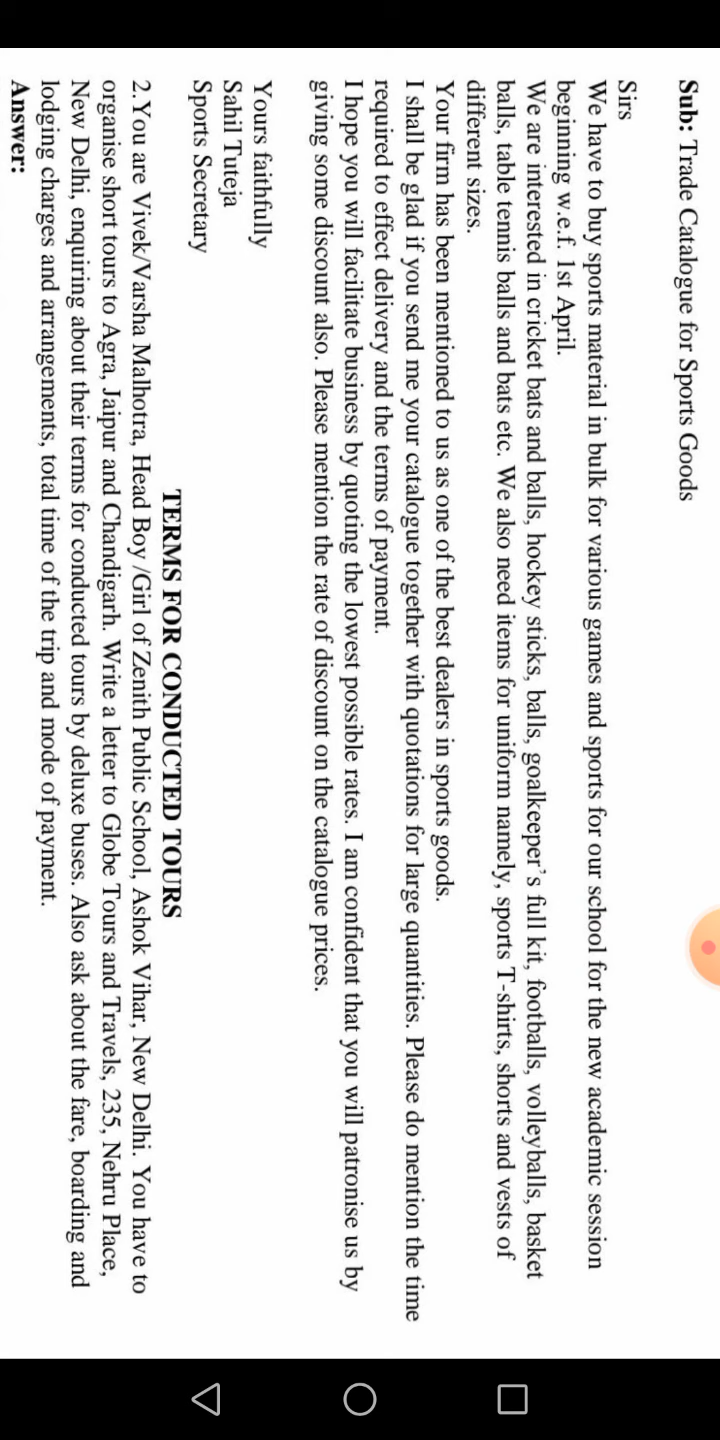 Sub: Trade Catalogue for Sports Goods
Sirs
We have to buy sports material in bulk for various games and sports for our school for the new academic session
beginning w.e.f. 1st April.
We are interested in cricket bats and balls, hockey sticks, balls, goalkeeper's full kit, footballs, volleyballs, basket
balls, table tennis balls and bats etc. We also need items for uniform namely, sports T-shirts, shorts and vests of
different sizes.
Your firm has been mentioned to us as one of the best dealers in sports goods.
I shall be glad if you send me your catalogue together with quotations for large quantities. Please do mention the time
required to effect delivery and the terms of payment.
I hope you will facilitate business by quoting the lowest possible rates. I am confident that you will patronise us by
giving some discount also. Please mention the rate of discount on the catalogue prices.
Yours faithfully
Sahil Tuteja
Sports Secretary
TERMS FOR CONDUCTED TOURS
2.You are Vivek/Varsha Malhotra, Head Boy /Girl of Zenith Public School, Ashok Vihar, New Delhi. You have to
organise short tours to Agra, Jaipur and Chandigarh. Write a letter to Globe Tours and Travels, 235, Nehru Place,
New Delhi, enquiring about their terms for conducted tours by deluxe buses. Also ask about the fare, boarding and
lodging charges and arrangements, total time of the trip and mode of payment.
Answer: